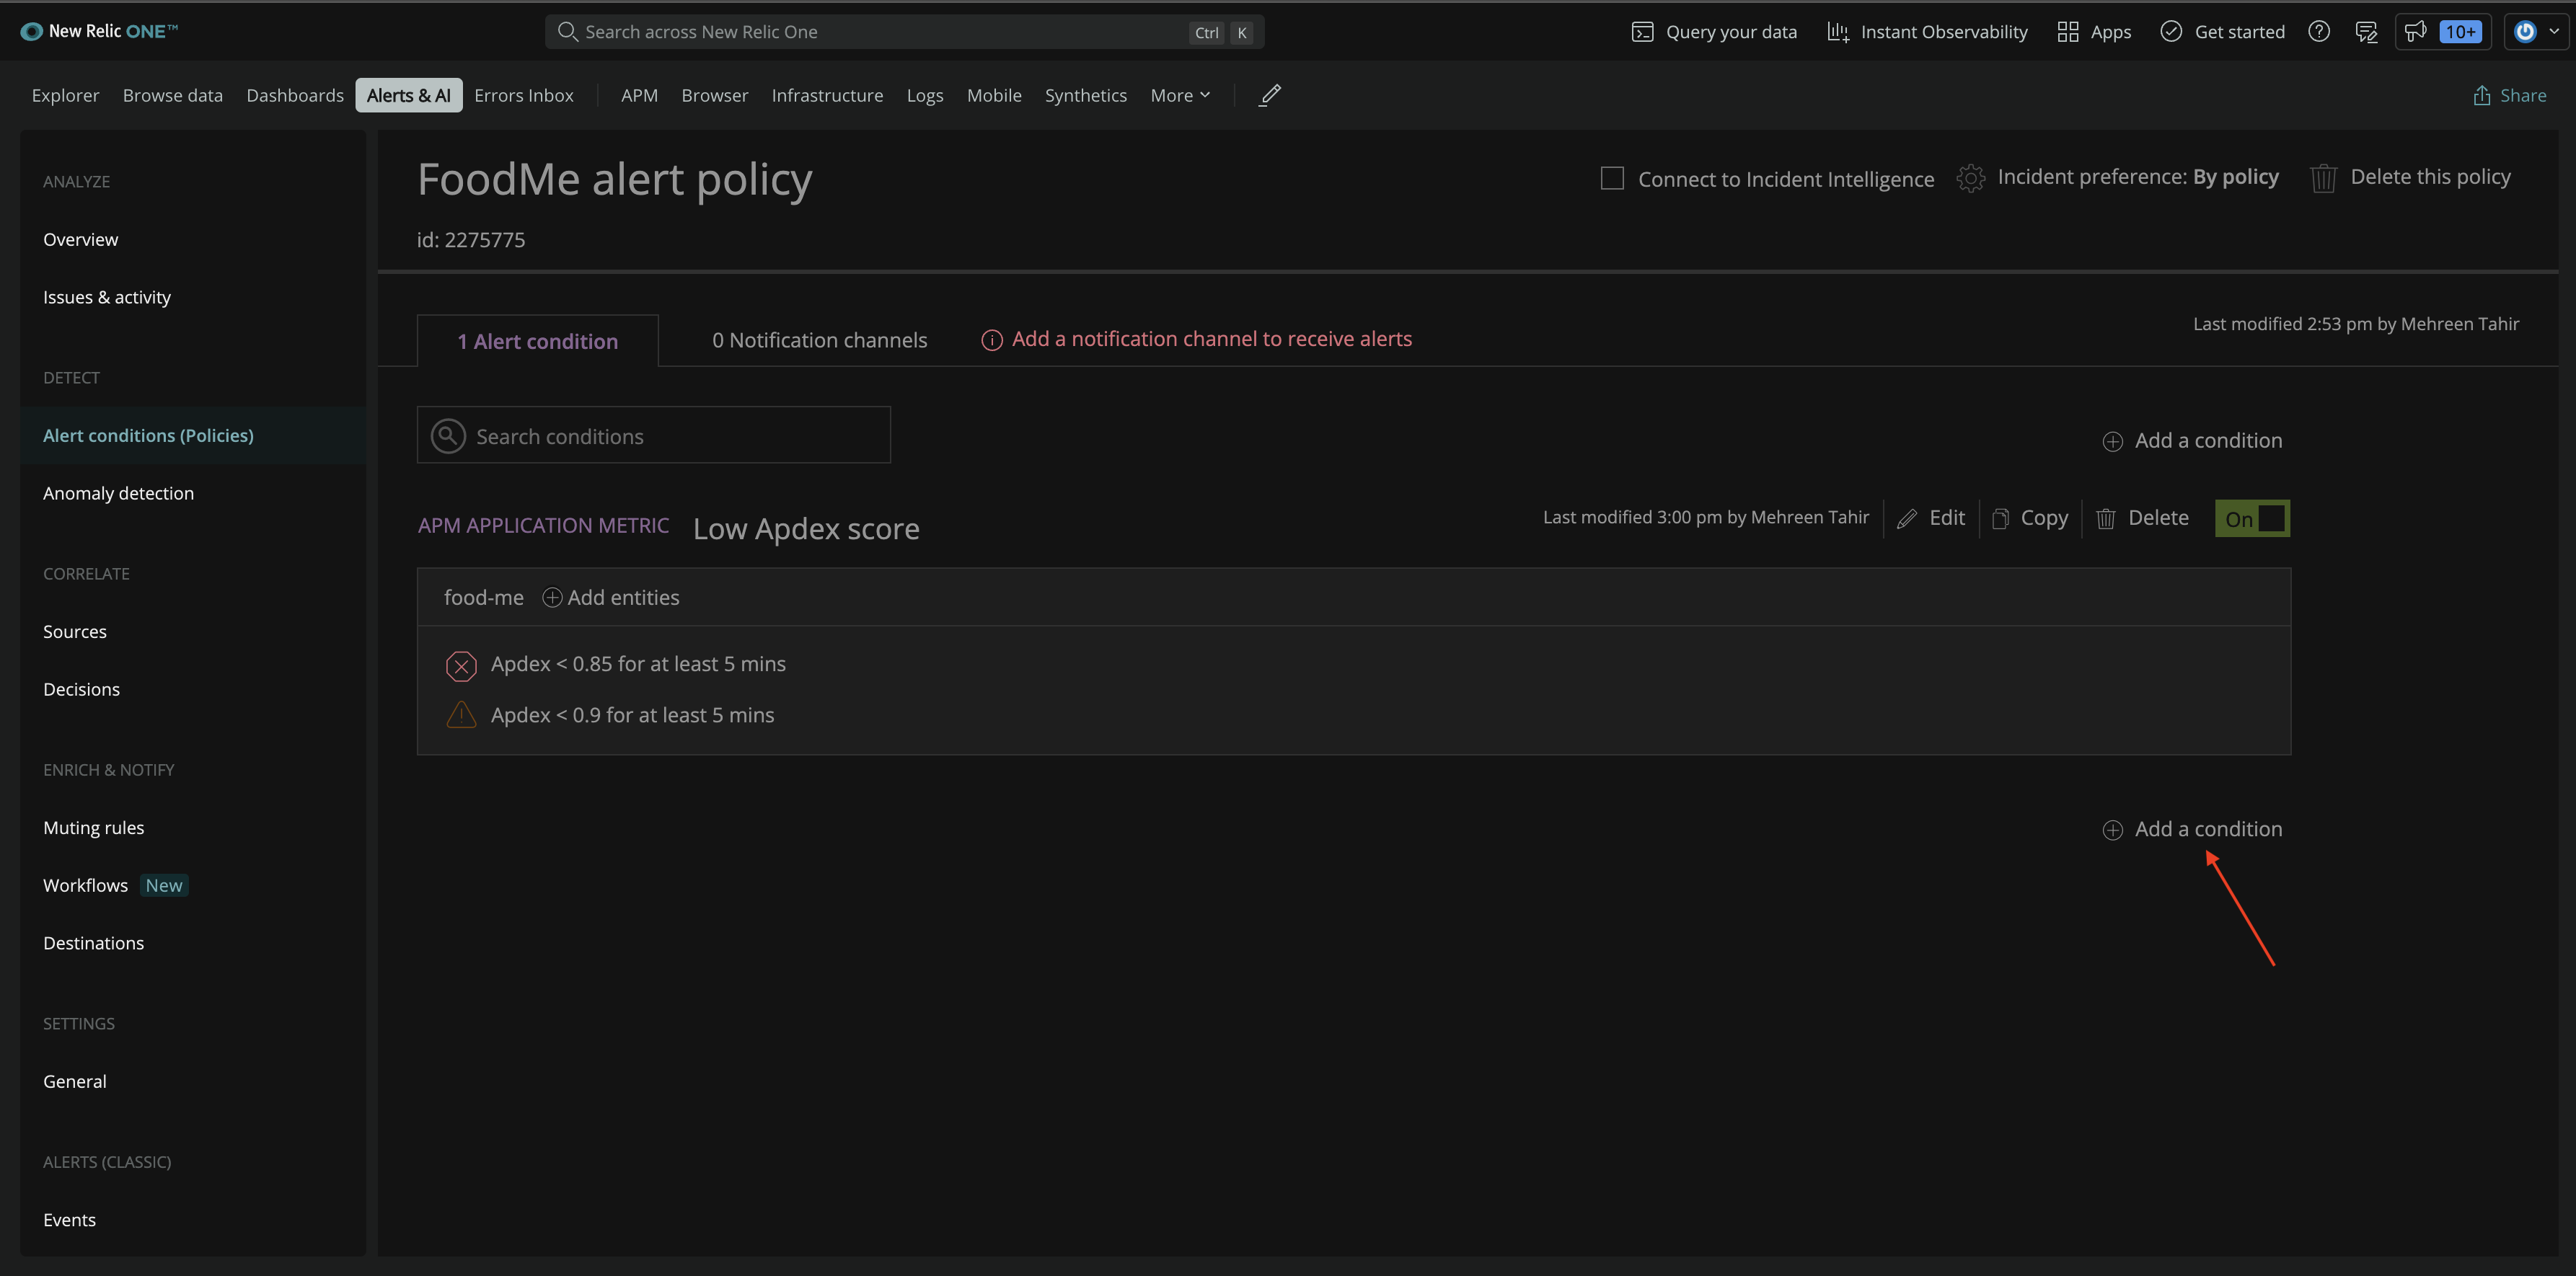 New Relic ONE™
Search across New Relic One
Ctrl K
Query your data
Instant Observability
Apps
Get started
10+
Explorer
Browse data
Dashboards
Alerts & AI
Errors Inbox
APM
Browser
Infrastructure
Logs
Mobile
Synthetics
More
Share
ANALYZE
Overview
Issues & activity
DETECT
Alert conditions (Policies)
Anomaly detection
CORRELATE
Sources
Decisions
ENRICH & NOTIFY
Muting rules
Workflows New
Destinations
SETTINGS
General
ALERTS (CLASSIC)
Events
FoodMe alert policy
Connect to Incident Intelligence
Incident preference: By policy
Delete this policy
id: 2275775
1 Alert condition
0 Notification channels
Add a notification channel to receive alerts
Last modified 2:53 pm by Mehreen Tahir
Search conditions
Add a condition
APM APPLICATION METRIC Low Apdex score
Last modified 3:00 pm by Mehreen Tahir
Edit
Copy
Delete
On
food-me Add entities
Apdex < 0.85 for at least 5 mins
Apdex < 0.9 for at least 5 mins
Add a condition